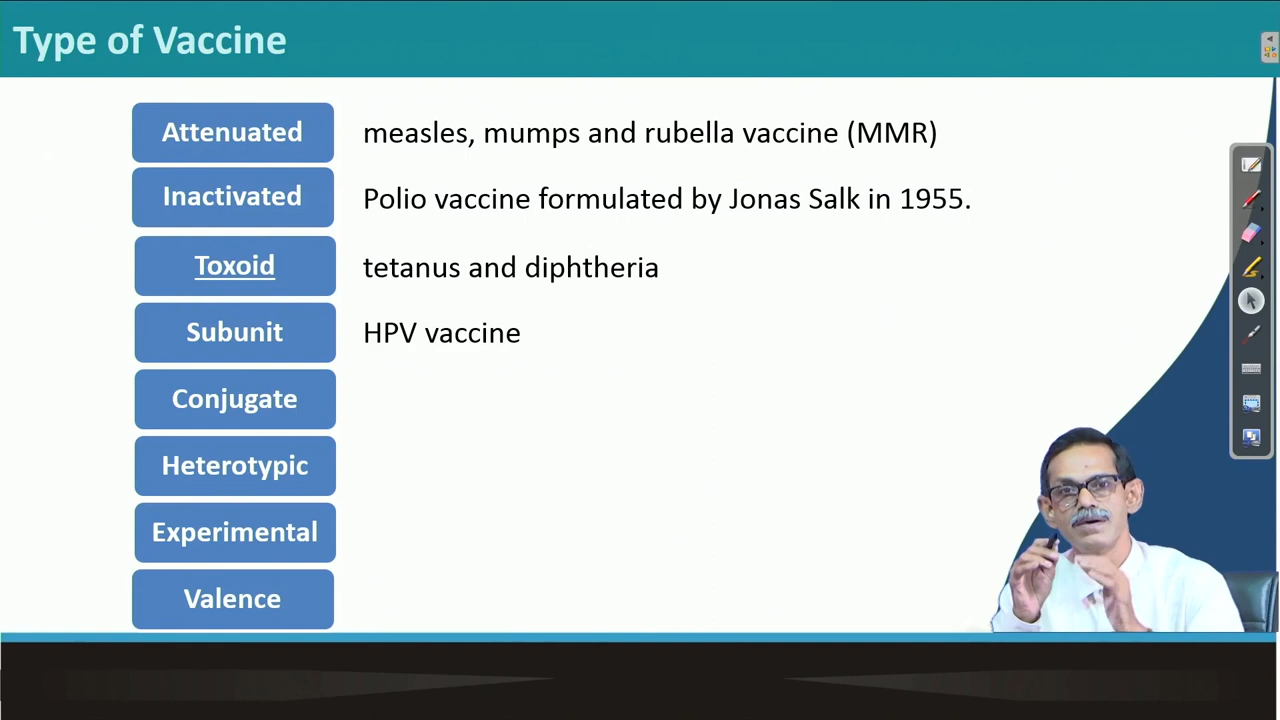 Type of Vaccine
Attenuated measles, mumps and rubella vaccine (MMR)
Inactivated Polio vaccine formulated by Jonas Salk in 1955.
Toxoid tetanus and diphtheria
Subunit HPV vaccine
Conjugate
Heterotypic
Experimental
Valence